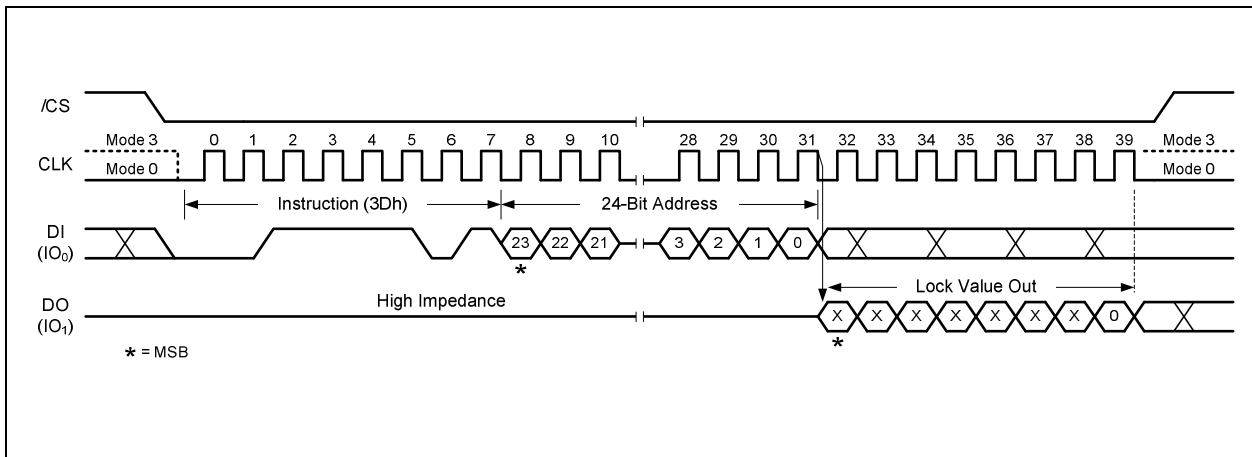 /CS
Mode 3 0 1 2 3 4 5 6 7 8 9 10 28 29 30 31 32 33 34 35 36 37 38 39 Mode 3
CLK Mode 0 Mode 0
Instruction (3Dh) 24-Bit Address
DI
(IO₀) 23 22 21 3 2 1 0
*
High Impedance Lock Value Out
DO
(IO₁) X X X X X X X 0
*
* = MSB